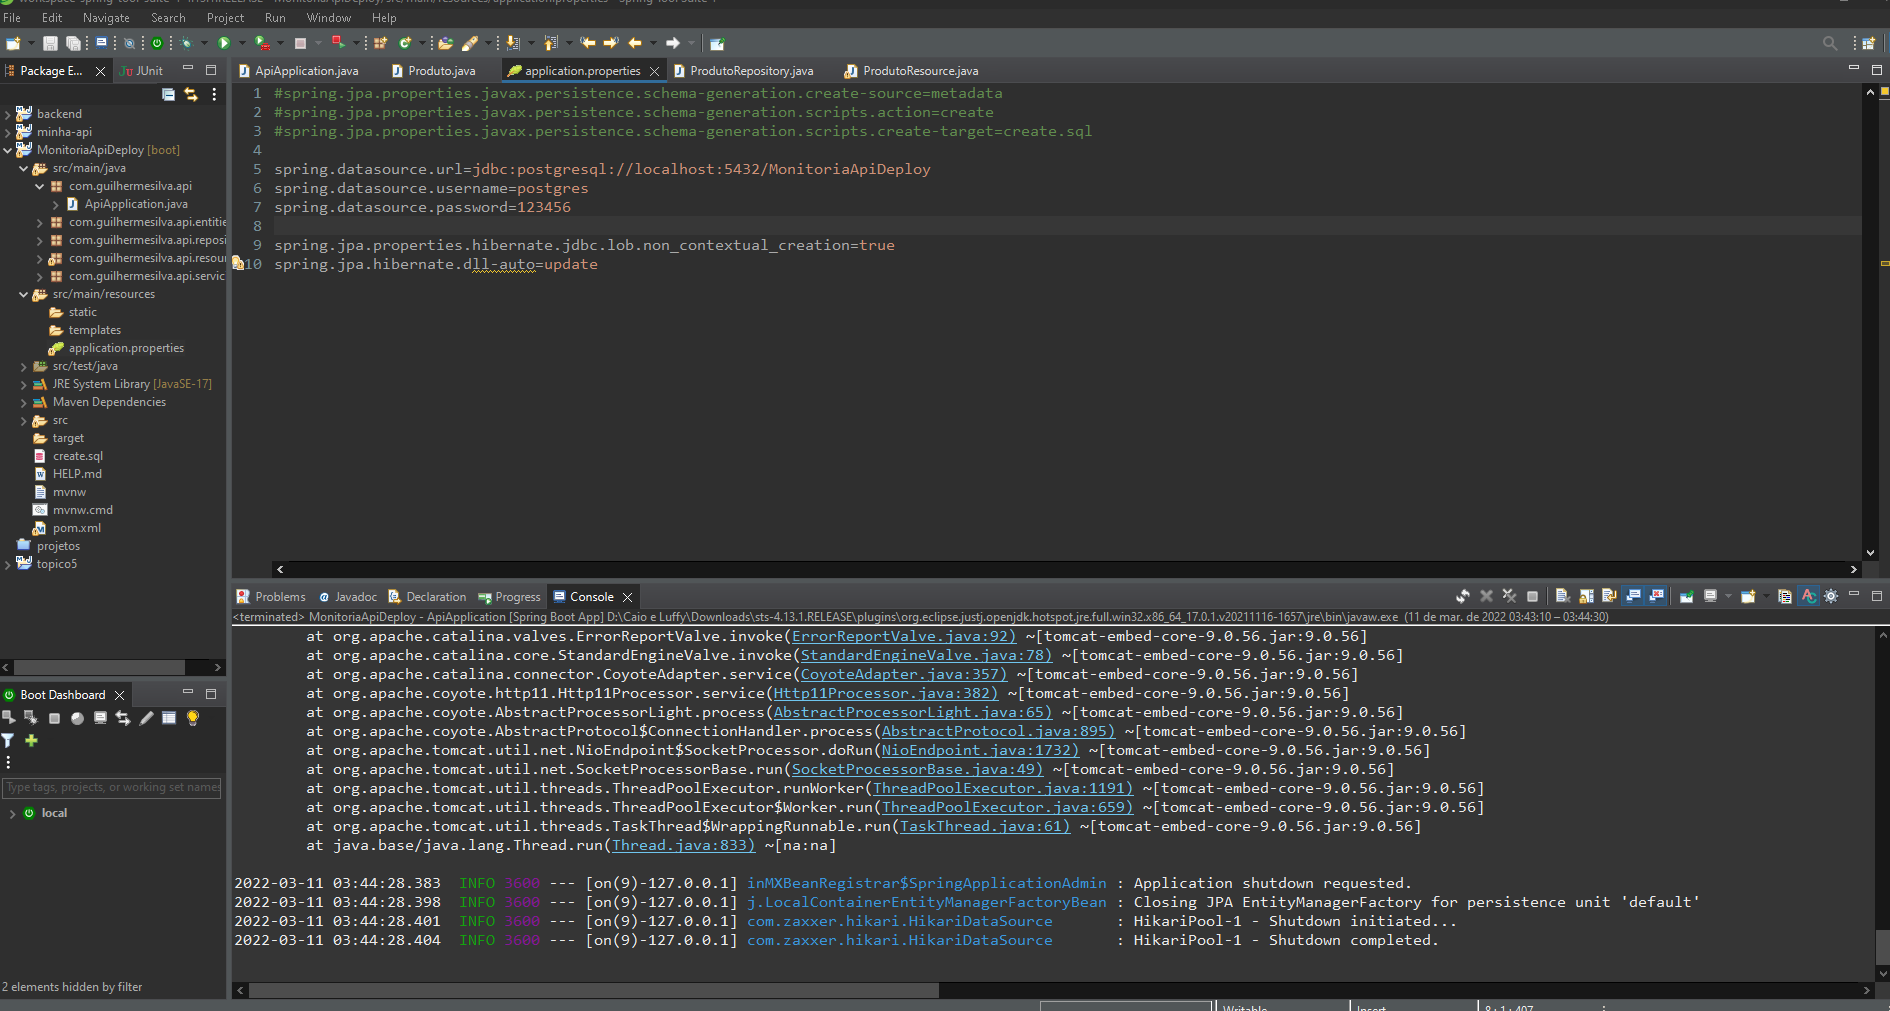 workspace-spring-tool-suite-4-4.13.1.RELEASE - MonitoriaApiDeploy/src/main/resources/application.properties - Spring Tool Suite 4
File Edit Navigate Search Project Run Window Help
Package E... JUnit
ApiApplication.java Produto.java application.properties ProdutoRepository.java ProdutoResource.java
backend
minha-api
MonitoriaApiDeploy [boot]
src/main/java
com.guilhermesilva.api
ApiApplication.java
com.guilhermesilva.api.entitie
com.guilhermesilva.api.reposi
com.guilhermesilva.api.resour
com.guilhermesilva.api.servic
src/main/resources
static
templates
application.properties
src/test/java
JRE System Library [JavaSE-17]
Maven Dependencies
src
target
create.sql
HELP.md
mvnw
mvnw.cmd
pom.xml
projetos
topico5
1 #spring.jpa.properties.javax.persistence.schema-generation.create-source=metadata
2 #spring.jpa.properties.javax.persistence.schema-generation.scripts.action=create
3 #spring.jpa.properties.javax.persistence.schema-generation.scripts.create-target=create.sql
4
5 spring.datasource.url=jdbc:postgresql://localhost:5432/MonitoriaApiDeploy
6 spring.datasource.username=postgres
7 spring.datasource.password=123456
8
9 spring.jpa.properties.hibernate.jdbc.lob.non_contextual_creation=true
10 spring.jpa.hibernate.dll-auto=update
Boot Dashboard
Type tags, projects, or working set names
local
2 elements hidden by filter
Problems Javadoc Declaration Progress Console
<terminated> MonitoriaApiDeploy - ApiApplication [Spring Boot App] D:\Caio e Luffy\Downloads\sts-4.13.1.RELEASE\plugins\org.eclipse.justj.openjdk.hotspot.jre.full.win32.x86_64_17.0.1.v20211116-1657\jre\bin\javaw.exe (11 de mar. de 2022 03:43:10 – 03:44:30)
at org.apache.catalina.valves.ErrorReportValve.invoke(ErrorReportValve.java:92) ~[tomcat-embed-core-9.0.56.jar:9.0.56]
at org.apache.catalina.core.StandardEngineValve.invoke(StandardEngineValve.java:78) ~[tomcat-embed-core-9.0.56.jar:9.0.56]
at org.apache.catalina.connector.CoyoteAdapter.service(CoyoteAdapter.java:357) ~[tomcat-embed-core-9.0.56.jar:9.0.56]
at org.apache.coyote.http11.Http11Processor.service(Http11Processor.java:382) ~[tomcat-embed-core-9.0.56.jar:9.0.56]
at org.apache.coyote.AbstractProcessorLight.process(AbstractProcessorLight.java:65) ~[tomcat-embed-core-9.0.56.jar:9.0.56]
at org.apache.coyote.AbstractProtocol$ConnectionHandler.process(AbstractProtocol.java:895) ~[tomcat-embed-core-9.0.56.jar:9.0.56]
at org.apache.tomcat.util.net.NioEndpoint$SocketProcessor.doRun(NioEndpoint.java:1732) ~[tomcat-embed-core-9.0.56.jar:9.0.56]
at org.apache.tomcat.util.net.SocketProcessorBase.run(SocketProcessorBase.java:49) ~[tomcat-embed-core-9.0.56.jar:9.0.56]
at org.apache.tomcat.util.threads.ThreadPoolExecutor.runWorker(ThreadPoolExecutor.java:1191) ~[tomcat-embed-core-9.0.56.jar:9.0.56]
at org.apache.tomcat.util.threads.ThreadPoolExecutor$Worker.run(ThreadPoolExecutor.java:659) ~[tomcat-embed-core-9.0.56.jar:9.0.56]
at org.apache.tomcat.util.threads.TaskThread$WrappingRunnable.run(TaskThread.java:61) ~[tomcat-embed-core-9.0.56.jar:9.0.56]
at java.base/java.lang.Thread.run(Thread.java:833) ~[na:na]
2022-03-11 03:44:28.383 INFO 3600 --- [on(9)-127.0.0.1] inMXBeanRegistrar$SpringApplicationAdmin : Application shutdown requested.
2022-03-11 03:44:28.398 INFO 3600 --- [on(9)-127.0.0.1] j.LocalContainerEntityManagerFactoryBean : Closing JPA EntityManagerFactory for persistence unit 'default'
2022-03-11 03:44:28.401 INFO 3600 --- [on(9)-127.0.0.1] com.zaxxer.hikari.HikariDataSource : HikariPool-1 - Shutdown initiated...
2022-03-11 03:44:28.404 INFO 3600 --- [on(9)-127.0.0.1] com.zaxxer.hikari.HikariDataSource : HikariPool-1 - Shutdown completed.
Writable Insert 8 : 1 : 407